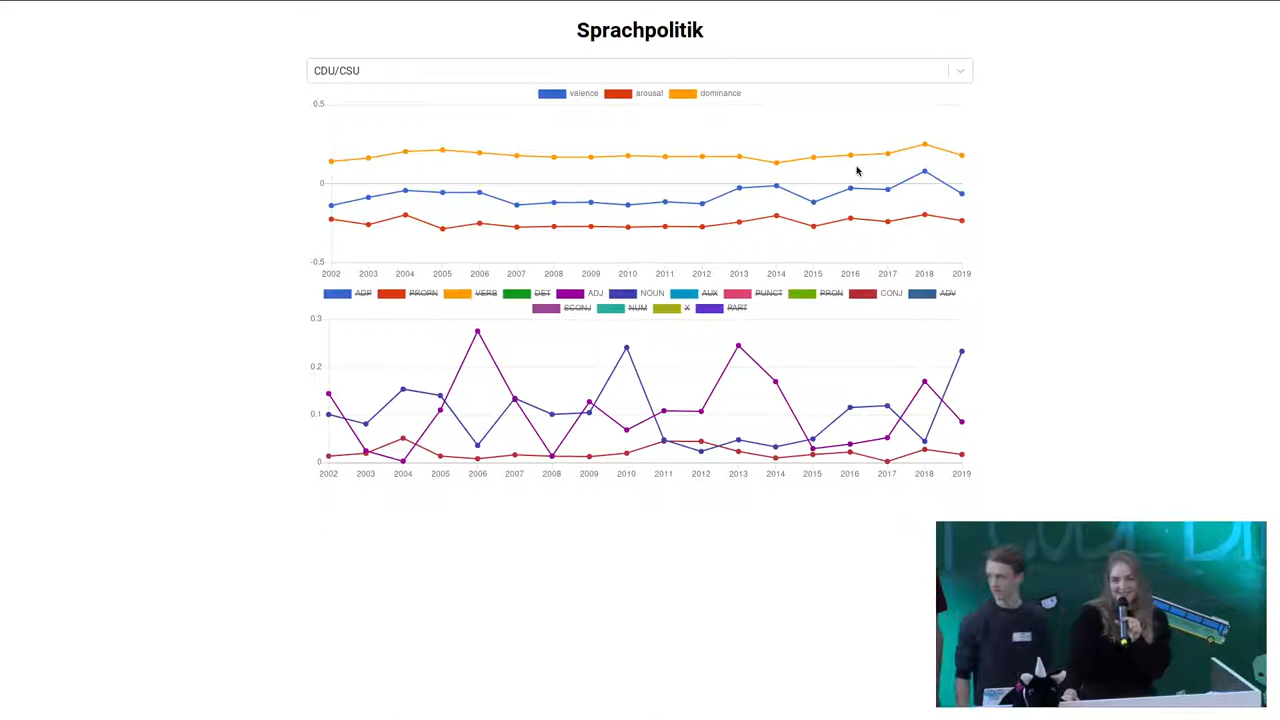 Sprachpolitik
CDU/CSU
valence arousal dominance
0.5
0
-0.5
2002 2003 2004 2005 2006 2007 2008 2009 2010 2011 2012 2013 2014 2015 2016 2017 2018 2019
ADP PROPN VERB DET ADJ NOUN AUX PUNCT PRON CONJ ADV
SCONJ NUM X PART
0.3
0.2
0.1
0
2002 2003 2004 2005 2006 2007 2008 2009 2010 2011 2012 2013 2014 2015 2016 2017 2018 2019